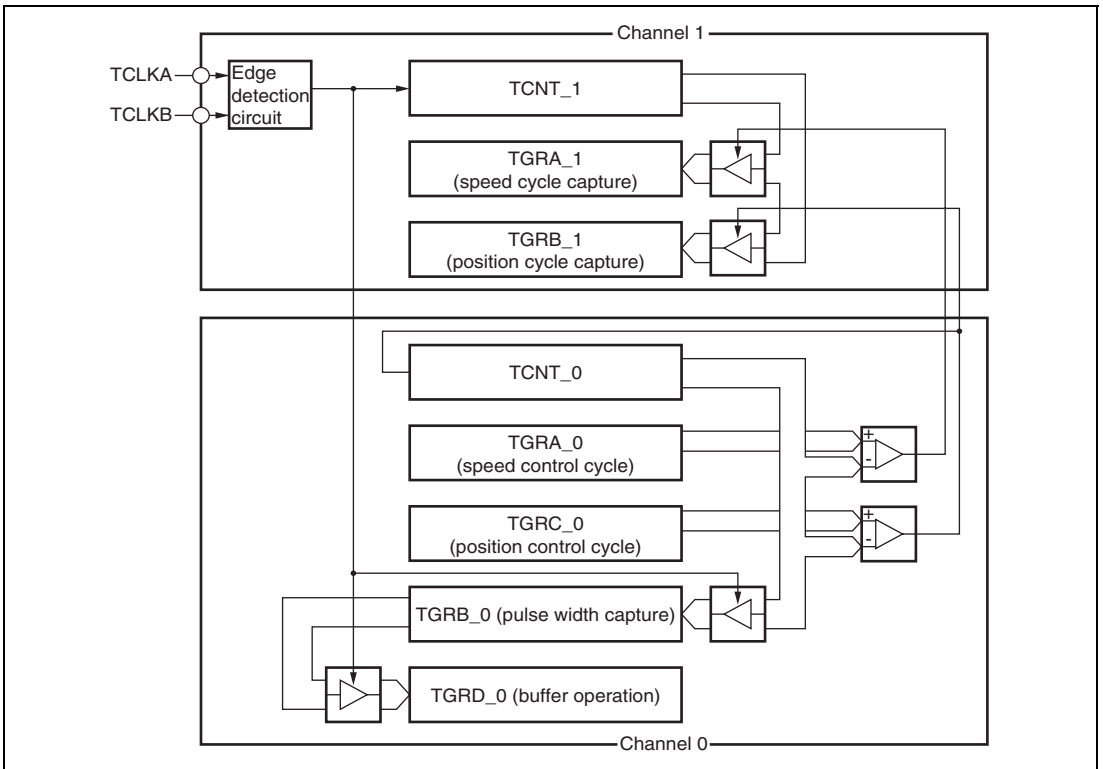 Channel 1
TCLKA
TCLKB
Edge
detection
circuit
TCNT_1
TGRA_1
(speed cycle capture)
TGRB_1
(position cycle capture)
TCNT_0
TGRA_0
(speed control cycle)
+
-
TGRC_0
(position control cycle)
+
-
TGRB_0 (pulse width capture)
TGRD_0 (buffer operation)
Channel 0